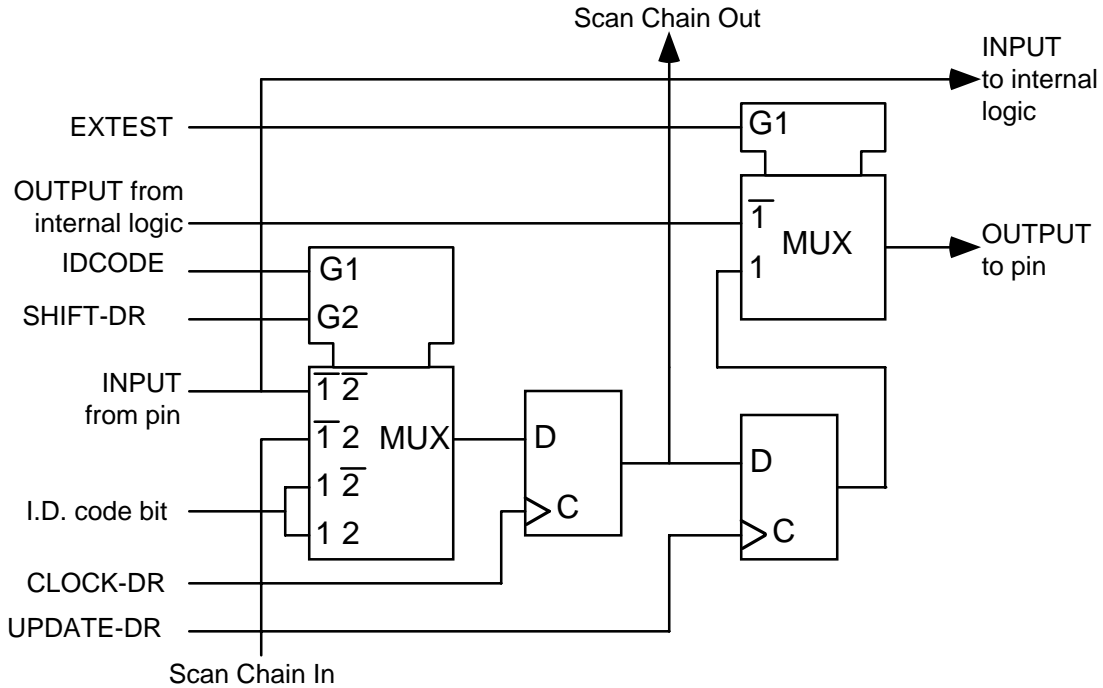 Scan Chain Out
INPUT
to internal
logic
EXTEST
G1
OUTPUT from
internal logic
1̅
MUX
1
OUTPUT
to pin
IDCODE
G1
SHIFT-DR
G2
INPUT
from pin
1̅ 2̅
1̅ 2
MUX
1 2̅
1 2
I.D. code bit
D
C
D
C
CLOCK-DR
UPDATE-DR
Scan Chain In